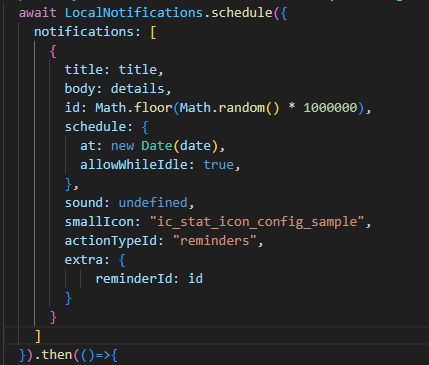 await LocalNotifications.schedule({
notifications: [
{
title: title,
body: details,
id: Math.floor(Math.random() * 1000000),
schedule: {
at: new Date(date),
allowWhileIdle: true,
},
sound: undefined,
smallIcon: "ic_stat_icon_config_sample",
actionTypeId: "reminders",
extra: {
reminderId: id
}
}
]
}).then(()=>{